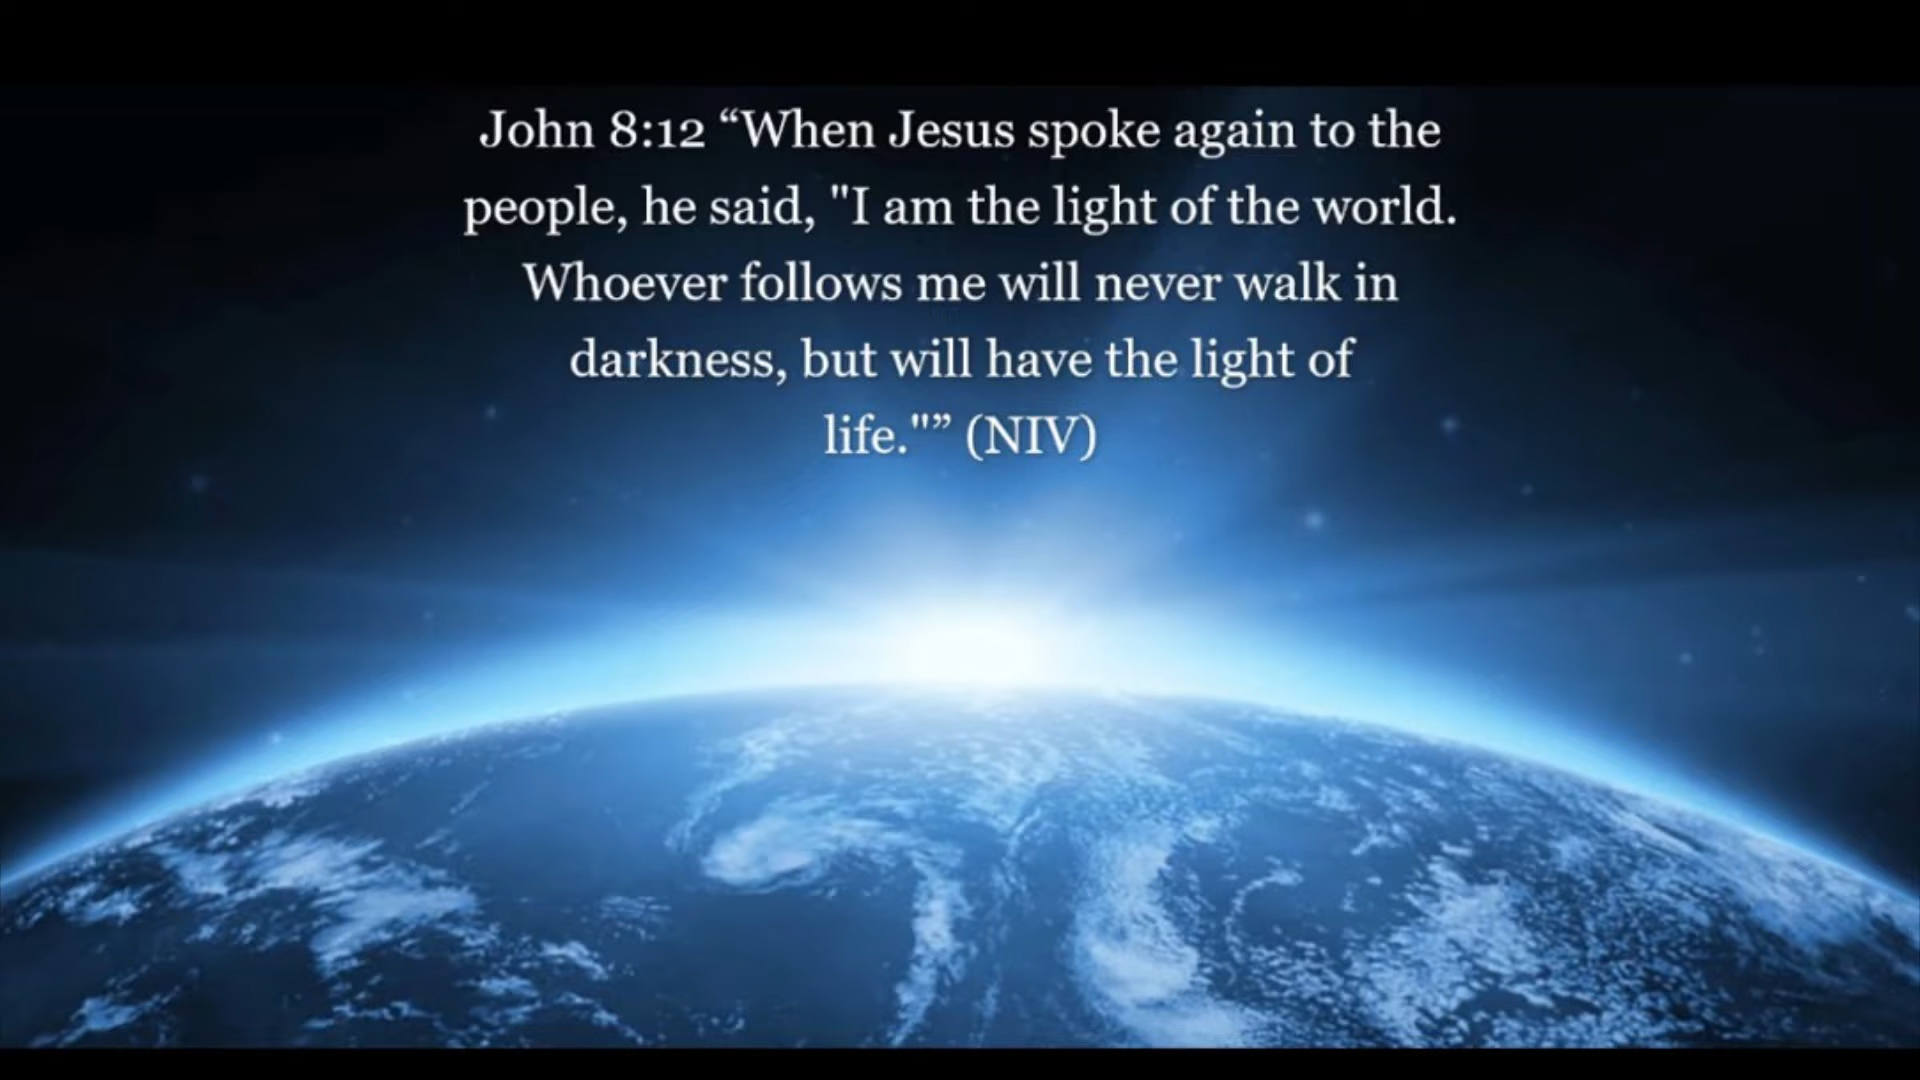 John 8:12 “When Jesus spoke again to the
people, he said, "I am the light of the world.
Whoever follows me will never walk in
darkness, but will have the light of
life."” (NIV)